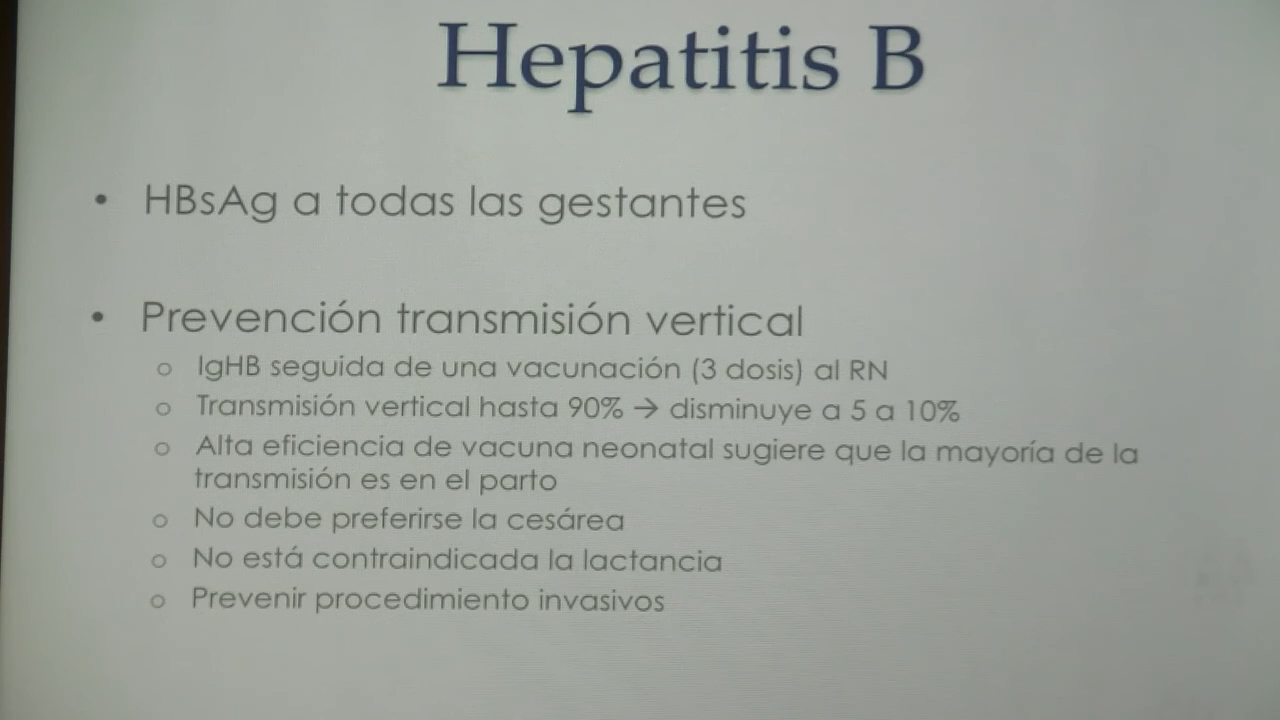 Hepatitis B
• HBsAg a todas las gestantes
• Prevención transmisión vertical
o IgHB seguida de una vacunación (3 dosis) al RN
o Transmisión vertical hasta 90% → disminuye a 5 a 10%
o Alta eficiencia de vacuna neonatal sugiere que la mayoría de la
transmisión es en el parto
o No debe preferirse la cesárea
o No está contraindicada la lactancia
o Prevenir procedimiento invasivos